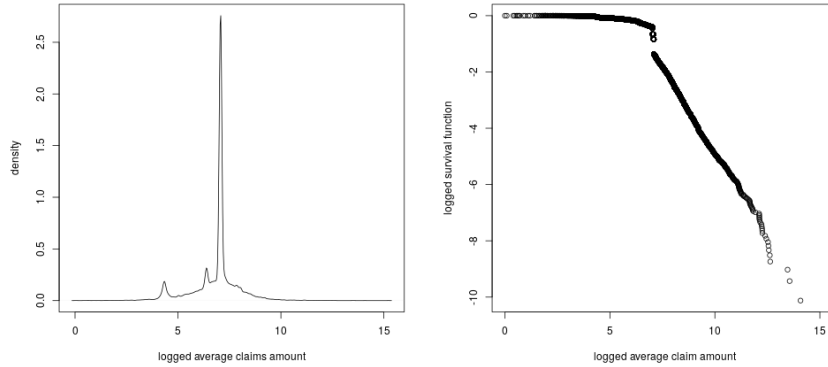 2.5
2.0
1.5
1.0
0.5
0.0
density
0 5 10 15
logged average claims amount
0
-2
-4
-6
-8
-10
logged survival function
0 5 10 15
logged average claim amount